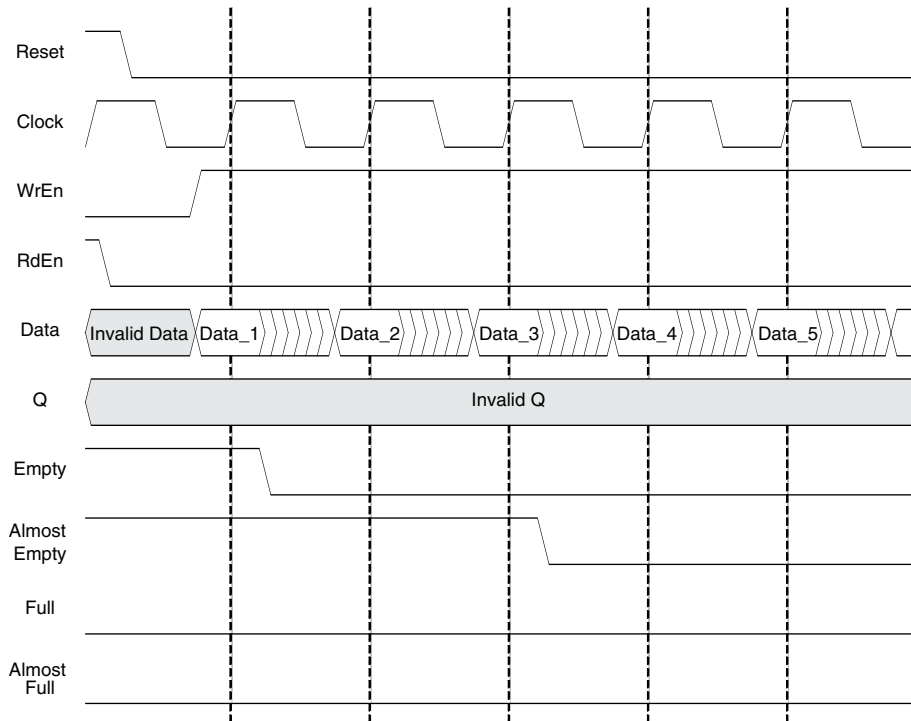 Reset
Clock
WrEn
RdEn
Data
Invalid Data
Data_1
Data_2
Data_3
Data_4
Data_5
Q
Invalid Q
Empty
Almost
Empty
Full
Almost
Full